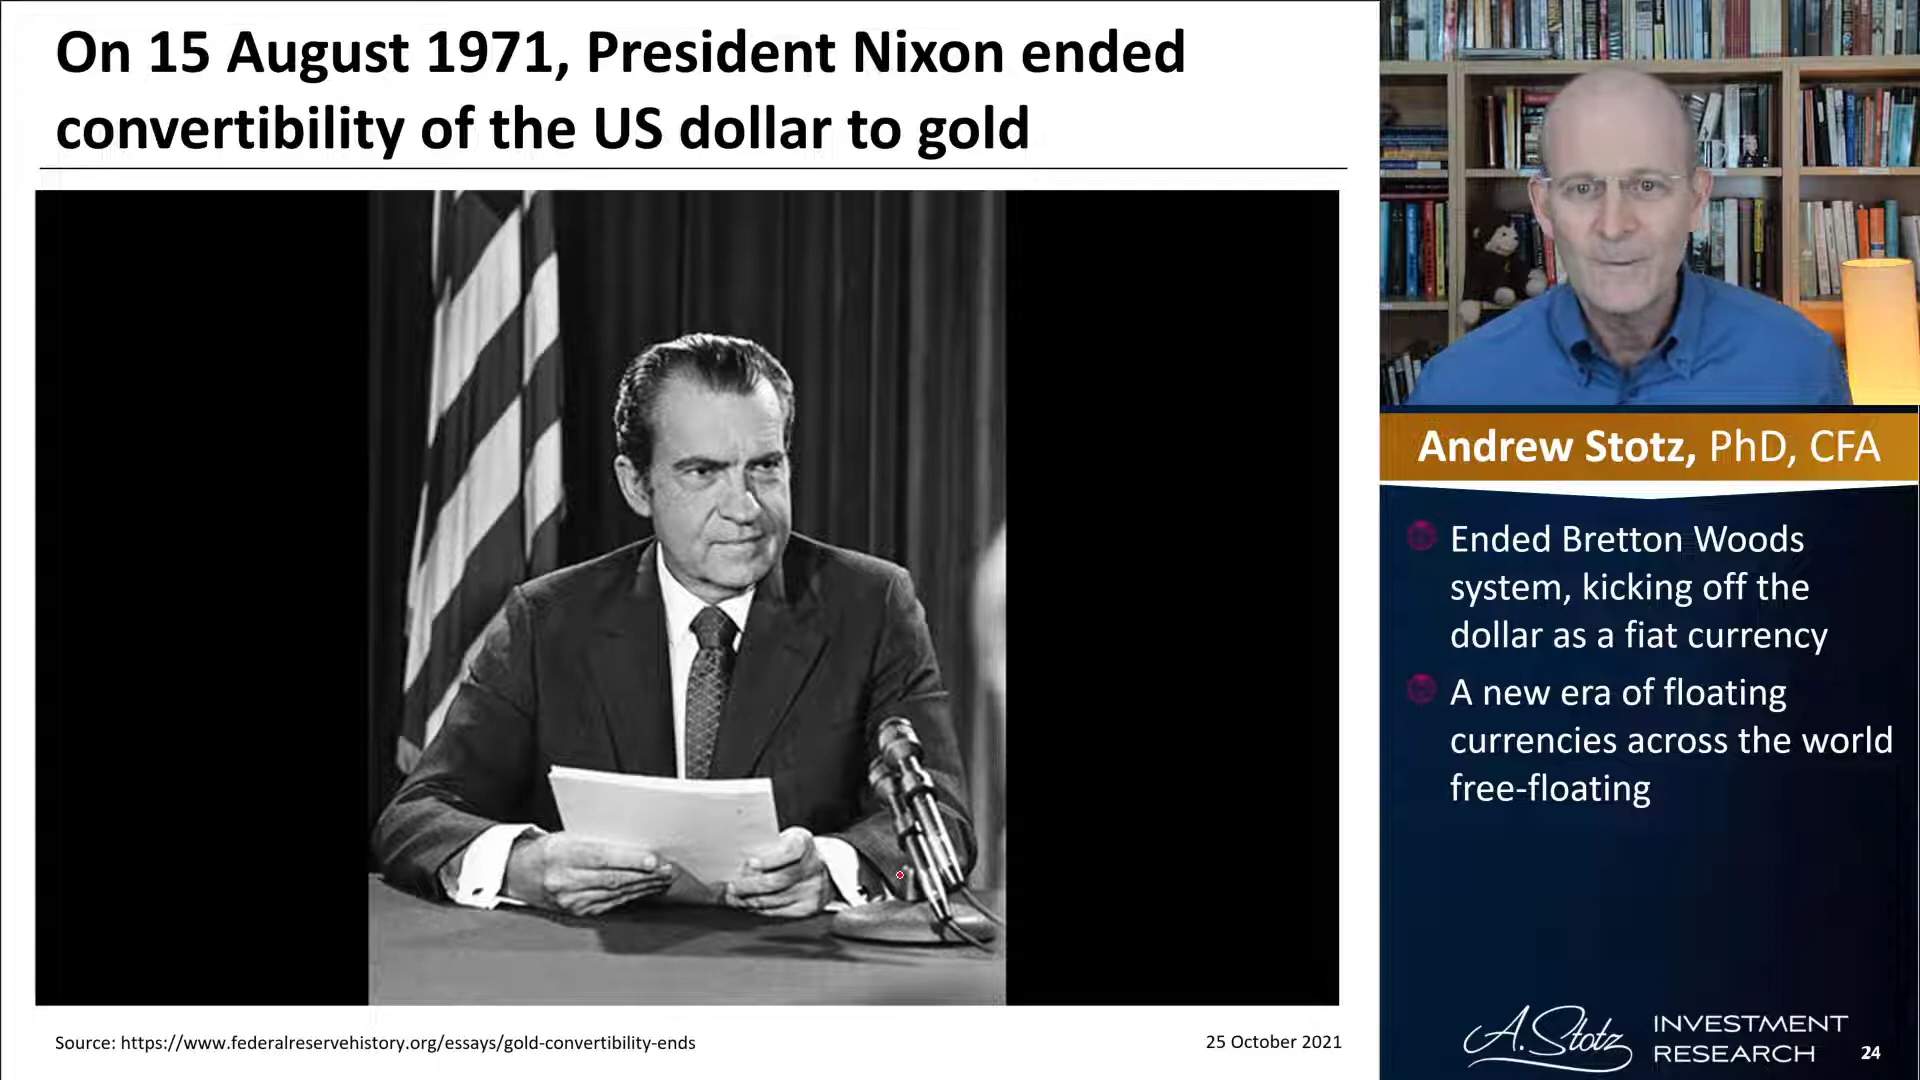 On 15 August 1971, President Nixon ended
convertibility of the US dollar to gold
Andrew Stotz, PhD, CFA
Ended Bretton Woods
system, kicking off the
dollar as a fiat currency
A new era of floating
currencies across the world
free-floating
Source: https://www.federalreservehistory.org/essays/gold-convertibility-ends
25 October 2021
A. Stotz
INVESTMENT
RESEARCH
24